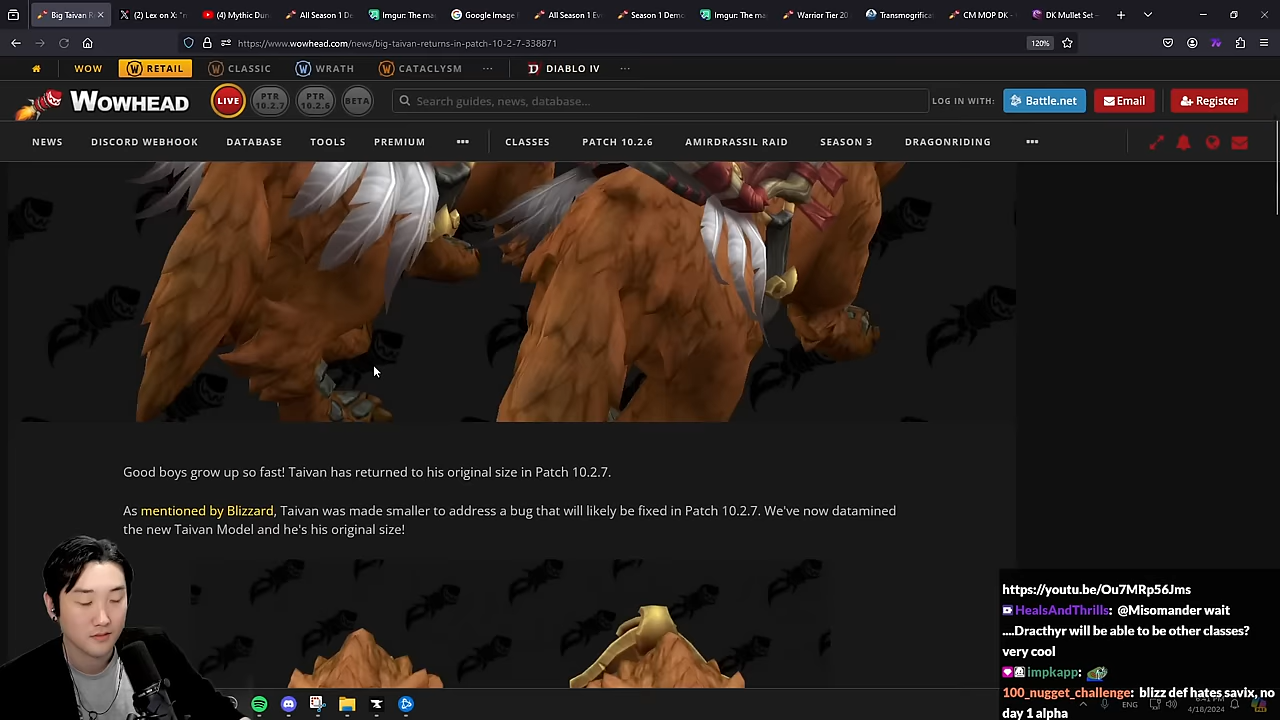 Big Taivan R
(2) Lex on X: "n
(4) Mythic Dun
All Season 1 De
Imgur: The ma
Google Image
All Season 1 Ev
Season 1 Demo
Imgur: The ma
Warrior Tier 20
Transmogrifica
CM MOP DK -
DK Mullet Set -
https://www.wowhead.com/news/big-taivan-returns-in-patch-10-2-7-338871
120%
WOW
RETAIL
CLASSIC
WRATH
CATACLYSM
DIABLO IV
WOWHEAD
LIVE
PTR 10.2.7
PTR 10.2.6
BETA
Search guides, news, database...
LOG IN WITH:
Battle.net
Email
Register
NEWS
DISCORD WEBHOOK
DATABASE
TOOLS
PREMIUM
CLASSES
PATCH 10.2.6
AMIRDRASSIL RAID
SEASON 3
DRAGONRIDING
Good boys grow up so fast! Taivan has returned to his original size in Patch 10.2.7.
As mentioned by Blizzard, Taivan was made smaller to address a bug that will likely be fixed in Patch 10.2.7. We've now datamined
the new Taivan Model and he's his original size!
https://youtu.be/Ou7MRp56Jms
HealsAndThrills: @Misomander wait
....Dracthyr will be able to be other classes?
very cool
impkapp:
100_nugget_challenge: blizz def hates savix, no
day 1 alpha
ENG
4/18/2024